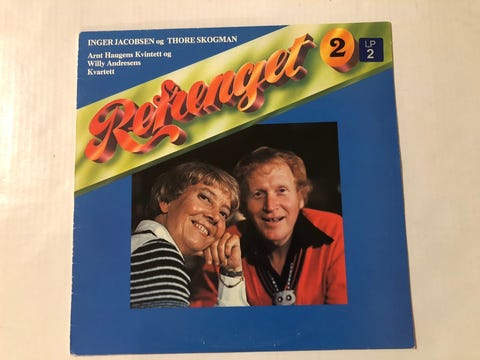 INGER JACOBSEN og THORE SKOGMAN
Arnt Haugens Kvintett og
Willy Andresens
Kvartett
Refrenget
2
LP
2